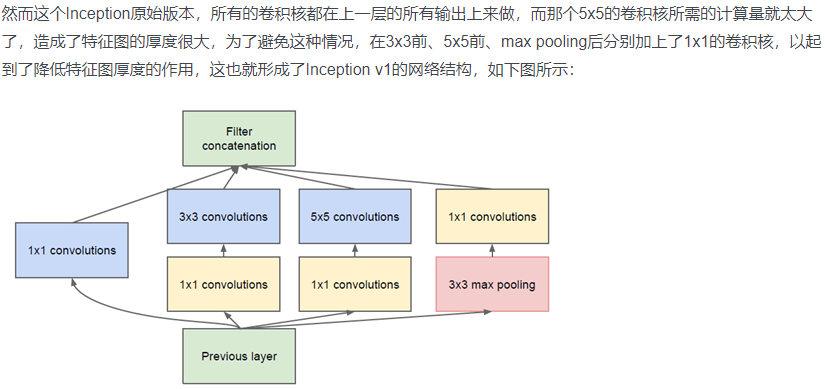 然而这个Inception原始版本，所有的卷积核都在上一层的所有输出上来做，而那个5x5的卷积核所需的计算量就太大
了，造成了特征图的厚度很大，为了避免这种情况，在3x3前、5x5前、max pooling后分别加上了1x1的卷积核，以起
到了降低特征图厚度的作用，这也就形成了Inception v1的网络结构，如下图所示：
Filter
concatenation
3x3 convolutions
5x5 convolutions
1x1 convolutions
1x1 convolutions
1x1 convolutions
1x1 convolutions
3x3 max pooling
Previous layer